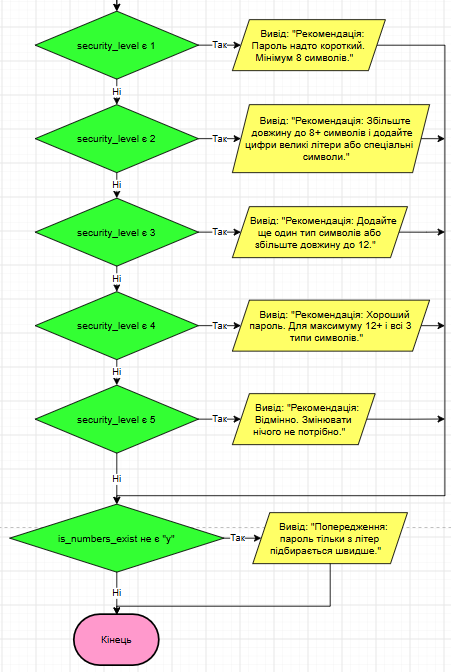 security_level є 1
Так
Вивід: "Рекомендація:
Пароль надто короткий.
Мінімум 8 символів."
Ні
security_level є 2
Так
Вивід: "Рекомендація: Збільште
довжину до 8+ символів і додайте
цифри великі літери або спеціальні
символи."
Ні
security_level є 3
Так
Вивід: "Рекомендація: Додайте
ще один тип символів або
збільште довжину до 12."
Ні
security_level є 4
Так
Вивід: "Рекомендація: Хороший
пароль. Для максимуму 12+ і всі 3
типи символів."
Ні
security_level є 5
Так
Вивід: "Рекомендація:
Відмінно. Змінювати
нічого не потрібно."
Ні
is_numbers_exist не є "y"
Так
Вивід: "Попередження:
пароль тільки з літер
підбирається швидше."
Ні
Кінець